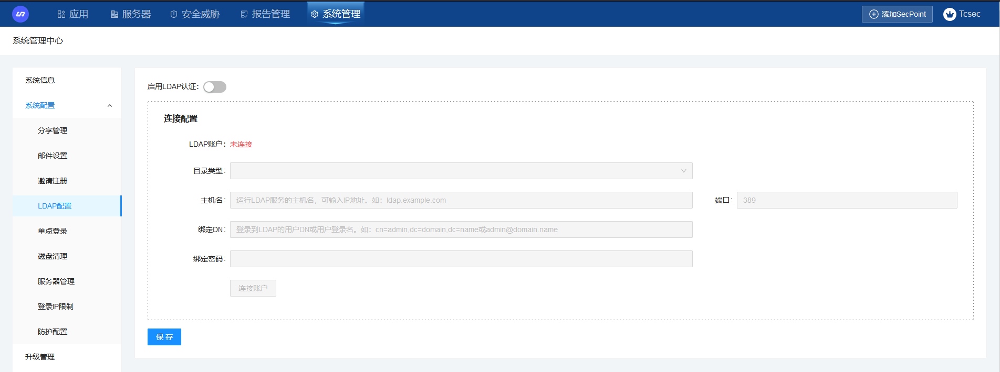 应用 服务器 安全威胁 报告管理 系统管理 添加SecPoint Tcsec
系统管理中心
系统信息
系统配置
分享管理
邮件设置
邀请注册
LDAP配置
单点登录
磁盘清理
服务器管理
登录IP限制
防护配置
升级管理
启用LDAP认证：
连接配置
LDAP账户：未连接
目录类型:
主机名: 运行LDAP服务的主机名，可输入IP地址。如：ldap.example.com 端口: 389
绑定DN: 登录到LDAP的用户DN或用户登录名。如：cn=admin,dc=domain,dc=name或admin@domain.name
绑定密码:
连接账户
保 存